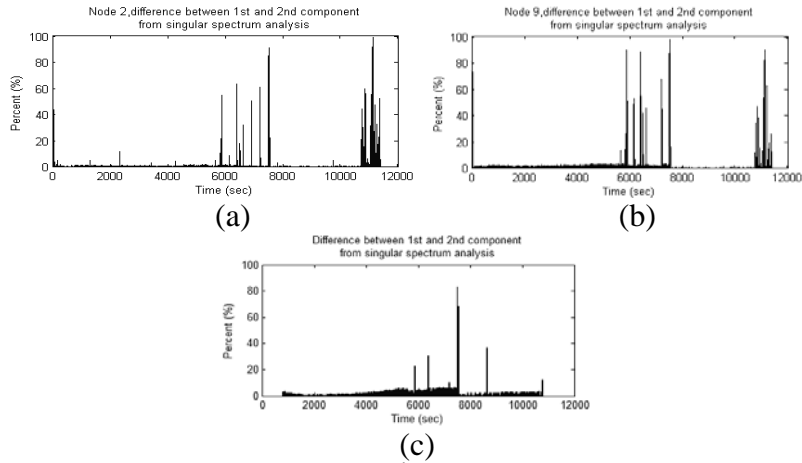 Node 2,difference between 1st and 2nd component
from singular spectrum analysis
Percent (%)
100
80
60
40
20
0
0 2000 4000 6000 8000 10000 12000
Time (sec)
(a)
Node 9,difference between 1st and 2nd component
from singular spectrum analysis
Percent (%)
100
80
60
40
20
0
0 2000 4000 6000 8000 10000 12000
Time (sec)
(b)
Difference between 1st and 2nd component
from singular spectrum analysis
Percent (%)
100
80
60
40
20
0
0 2000 4000 6000 8000 10000 12000
Time (sec)
(c)